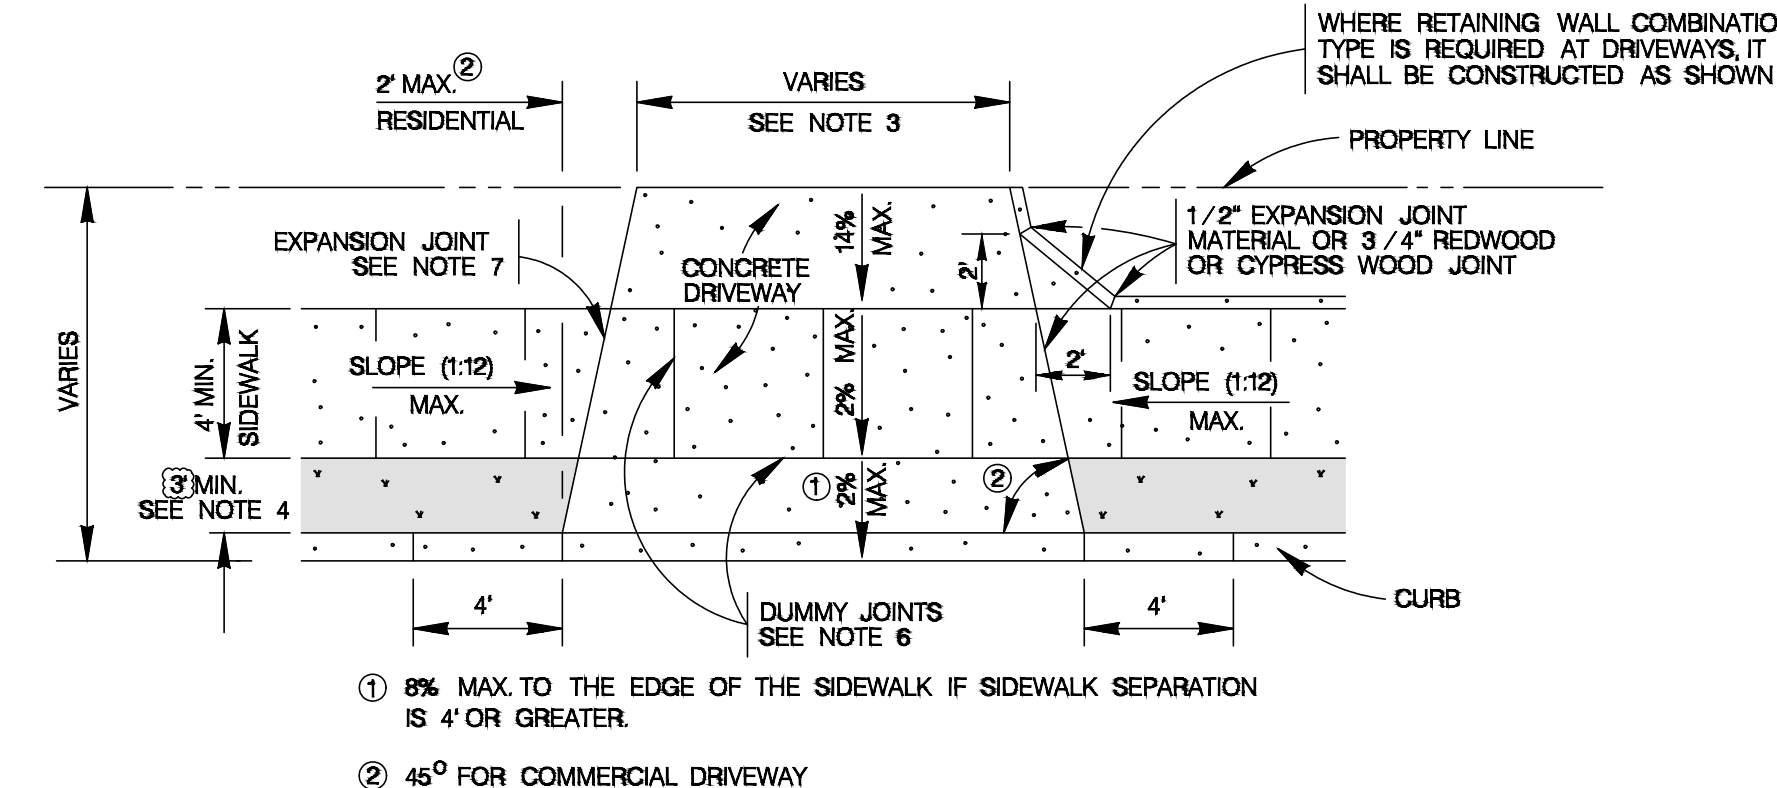 WHERE RETAINING WALL COMBINATIO
TYPE IS REQUIRED AT DRIVEWAYS, IT
SHALL BE CONSTRUCTED AS SHOWN
2' MAX. ②
RESIDENTIAL
VARIES
SEE NOTE 3
PROPERTY LINE
EXPANSION JOINT
SEE NOTE 7
CONCRETE
DRIVEWAY
14%
MAX.
2'
1/2" EXPANSION JOINT
MATERIAL OR 3/4" REDWOOD
OR CYPRESS WOOD JOINT
VARIES
4' MIN.
SIDEWALK
SLOPE (1:12)
MAX.
2% MAX.
2'
SLOPE (1:12)
MAX.
3' MIN.
SEE NOTE 4
① 2%
MAX.
②
4'
DUMMY JOINTS
SEE NOTE 6
4'
CURB
① 8% MAX. TO THE EDGE OF THE SIDEWALK IF SIDEWALK SEPARATION
IS 4' OR GREATER.
② 45° FOR COMMERCIAL DRIVEWAY